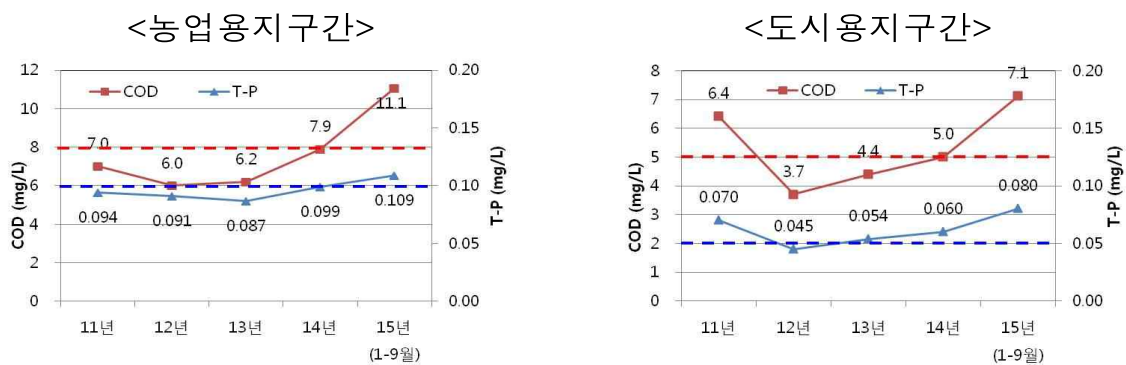 <농업용지구간>
12
10
8
6
4
2
0
COD (mg/L)
COD
T-P
7.0
6.0
6.2
7.9
11.1
0.094
0.091
0.087
0.099
0.109
0.20
0.15
0.10
0.05
0.00
T-P (mg/L)
11년
12년
13년
14년
15년
(1-9월)
<도시용지구간>
8
7
6
5
4
3
2
1
0
COD (mg/L)
COD
T-P
6.4
3.7
4.4
5.0
7.1
0.070
0.045
0.054
0.060
0.080
0.20
0.15
0.10
0.05
0.00
T-P (mg/L)
11년
12년
13년
14년
15년
(1-9월)